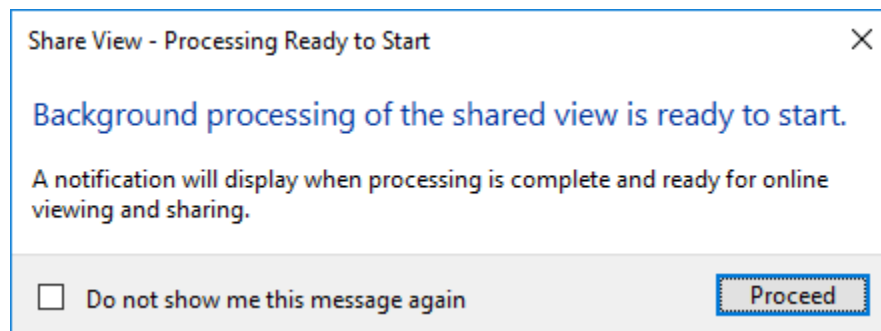 Share View - Processing Ready to Start
Background processing of the shared view is ready to start.
A notification will display when processing is complete and ready for online
viewing and sharing.
Do not show me this message again
Proceed